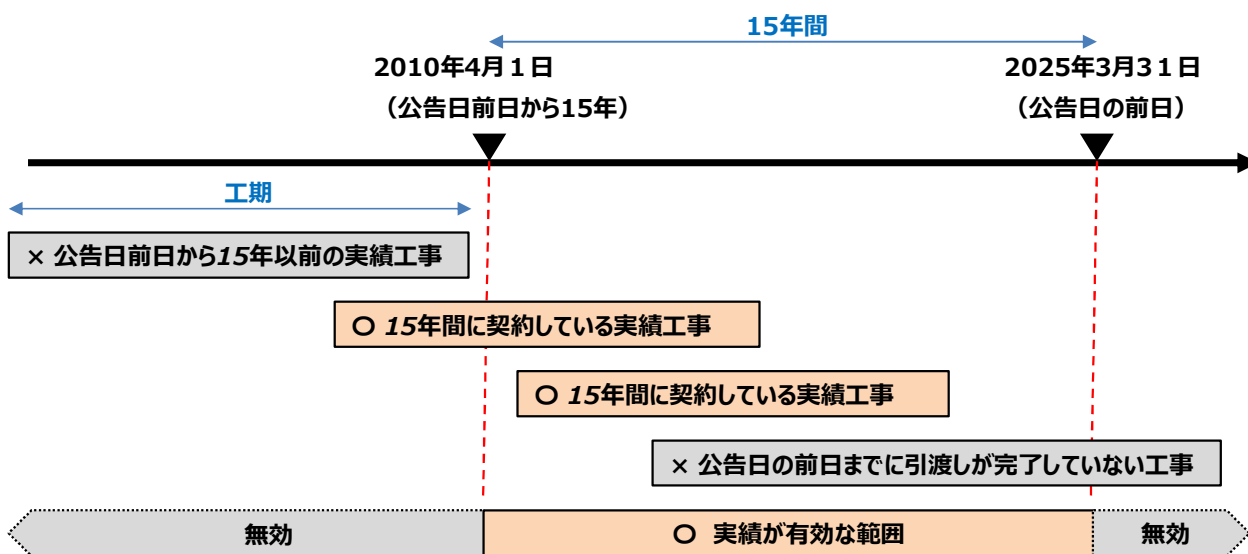 15年間
2010年4月１日
（公告日前日から15年）
2025年3月３１日
（公告日の前日）
工期
× 公告日前日から15年以前の実績工事
〇 15年間に契約している実績工事
〇 15年間に契約している実績工事
× 公告日の前日までに引渡しが完了していない工事
無効
〇 実績が有効な範囲
無効